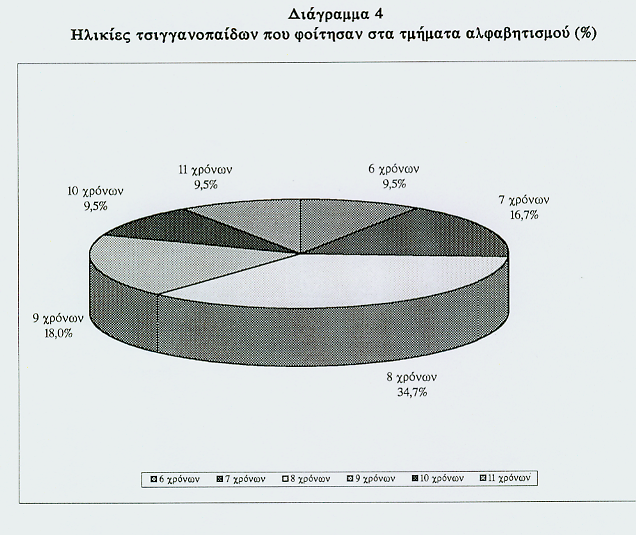 Διάγραμμα 4
Ηλικίες τσιγγανοπαίδων που φοίτησαν στα τμήματα αλφαβητισμού (%)
11 χρόνων
9,5%
6 χρόνων
9,5%
10 χρόνων
9,5%
7 χρόνων
16,7%
9 χρόνων
18,0%
8 χρόνων
34,7%
6 χρόνων 7 χρόνων 8 χρόνων 9 χρόνων 10 χρόνων 11 χρόνων